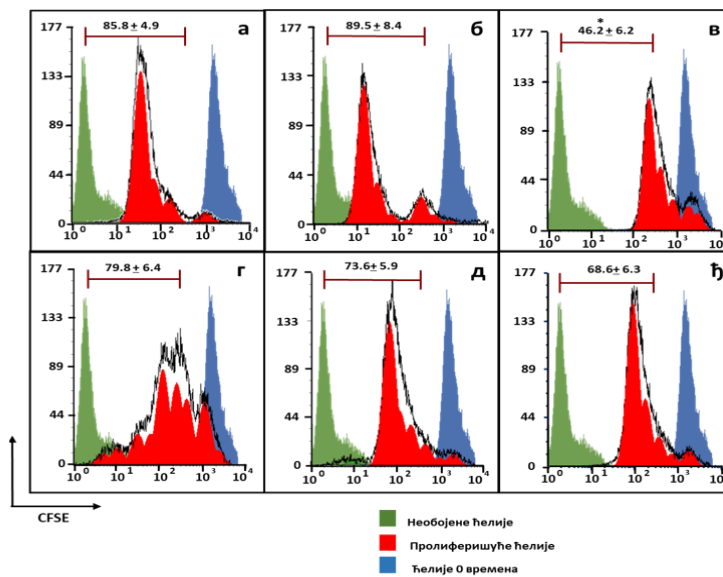 85.8 ± 4.9 а
177
133
89
44
0
10⁰ 10¹ 10² 10³ 10⁴
89.5 ± 8.4 б
177
133
89
44
0
10⁰ 10¹ 10² 10³ 10⁴
*
46.2 ± 6.2 в
177
133
89
44
0
10⁰ 10¹ 10² 10³ 10⁴
79.8 ± 6.4 г
177
133
89
44
0
10⁰ 10¹ 10² 10³ 10⁴
73.6 ± 5.9 д
177
133
89
44
0
10⁰ 10¹ 10² 10³ 10⁴
68.6 ± 6.3 ђ
177
133
89
44
0
10⁰ 10¹ 10² 10³ 10
CFSE
Необојене ћелије
Пролиферишуће ћелије
Ћелије 0 времена